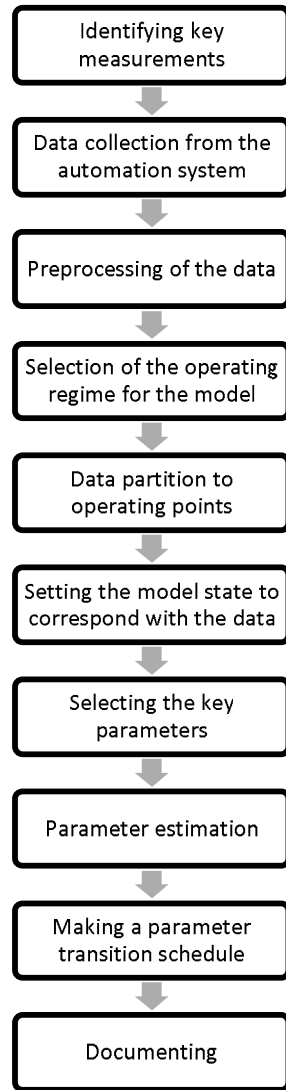 Identifying key
measurements
Data collection from the
automation system
Preprocessing of the data
Selection of the operating
regime for the model
Data partition to
operating points
Setting the model state to
correspond with the data
Selecting the key
parameters
Parameter estimation
Making a parameter
transition schedule
Documenting